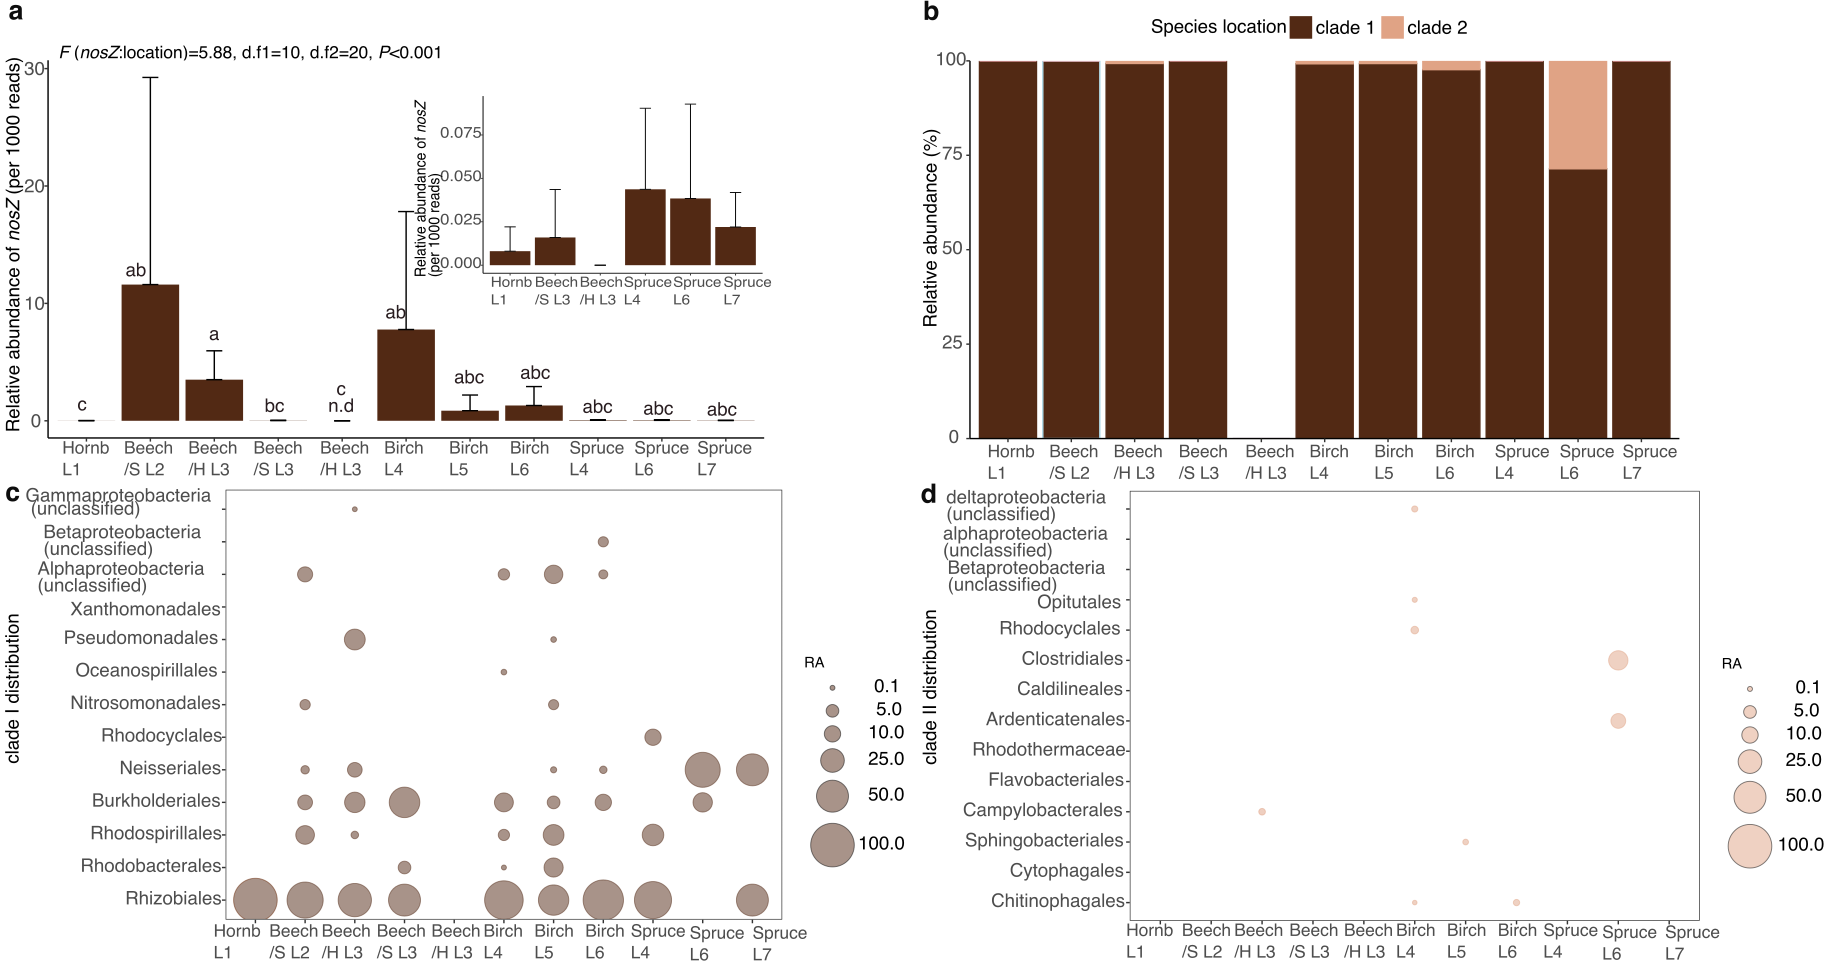 a
F (nosZ:location)=5.88, d.f1=10, d.f2=20, P<0.001
Relative abundance of nosZ (per 1000 reads)
30
20
10
0
c
ab
a
bc
c
n.d
ab
abc
abc
abc
abc
abc
Hornb
L1
Beech
/S L2
Beech
/H L3
Beech
/S L3
Beech
/H L3
Birch
L4
Birch
L5
Birch
L6
Spruce
L4
Spruce
L6
Spruce
L7
Relative abundance of nosZ
(per 1000 reads)
0.075
0.050
0.025
0.000
Hornb
L1
Beech
/S L3
Beech
/H L3
Spruce
L4
Spruce
L6
Spruce
L7
b
Species location clade 1 clade 2
Relative abundance (%)
100
75
50
25
0
Hornb
L1
Beech
/S L2
Beech
/H L3
Beech
/S L3
Beech
/H L3
Birch
L4
Birch
L5
Birch
L6
Spruce
L4
Spruce
L6
Spruce
L7
c
clade I distribution
Gammaproteobacteria
(unclassified)
Betaproteobacteria
(unclassified)
Alphaproteobacteria
(unclassified)
Xanthomonadales
Pseudomonadales
Oceanospirillales
Nitrosomonadales
Rhodocyclales
Neisseriales
Burkholderiales
Rhodospirillales
Rhodobacterales
Rhizobiales
Hornb
L1
Beech
/S L2
Beech
/H L3
Beech
/S L3
Beech
/H L3
Birch
L4
Birch
L5
Birch
L6
Spruce
L4
Spruce
L6
Spruce
L7
RA
0.1
5.0
10.0
25.0
50.0
100.0
d
clade II distribution
deltaproteobacteria
(unclassified)
alphaproteobacteria
(unclassified)
Betaproteobacteria
(unclassified)
Opitutales
Rhodocyclales
Clostridiales
Caldilineales
Ardenticatenales
Rhodothermaceae
Flavobacteriales
Campylobacterales
Sphingobacteriales
Cytophagales
Chitinophagales
Hornb
L1
Beech
/S L2
Beech
/H L3
Beech
/S L3
Beech
/H L3
Birch
L4
Birch
L5
Birch
L6
Spruce
L4
Spruce
L6
Spruce
L7
RA
0.1
5.0
10.0
25.0
50.0
100.0